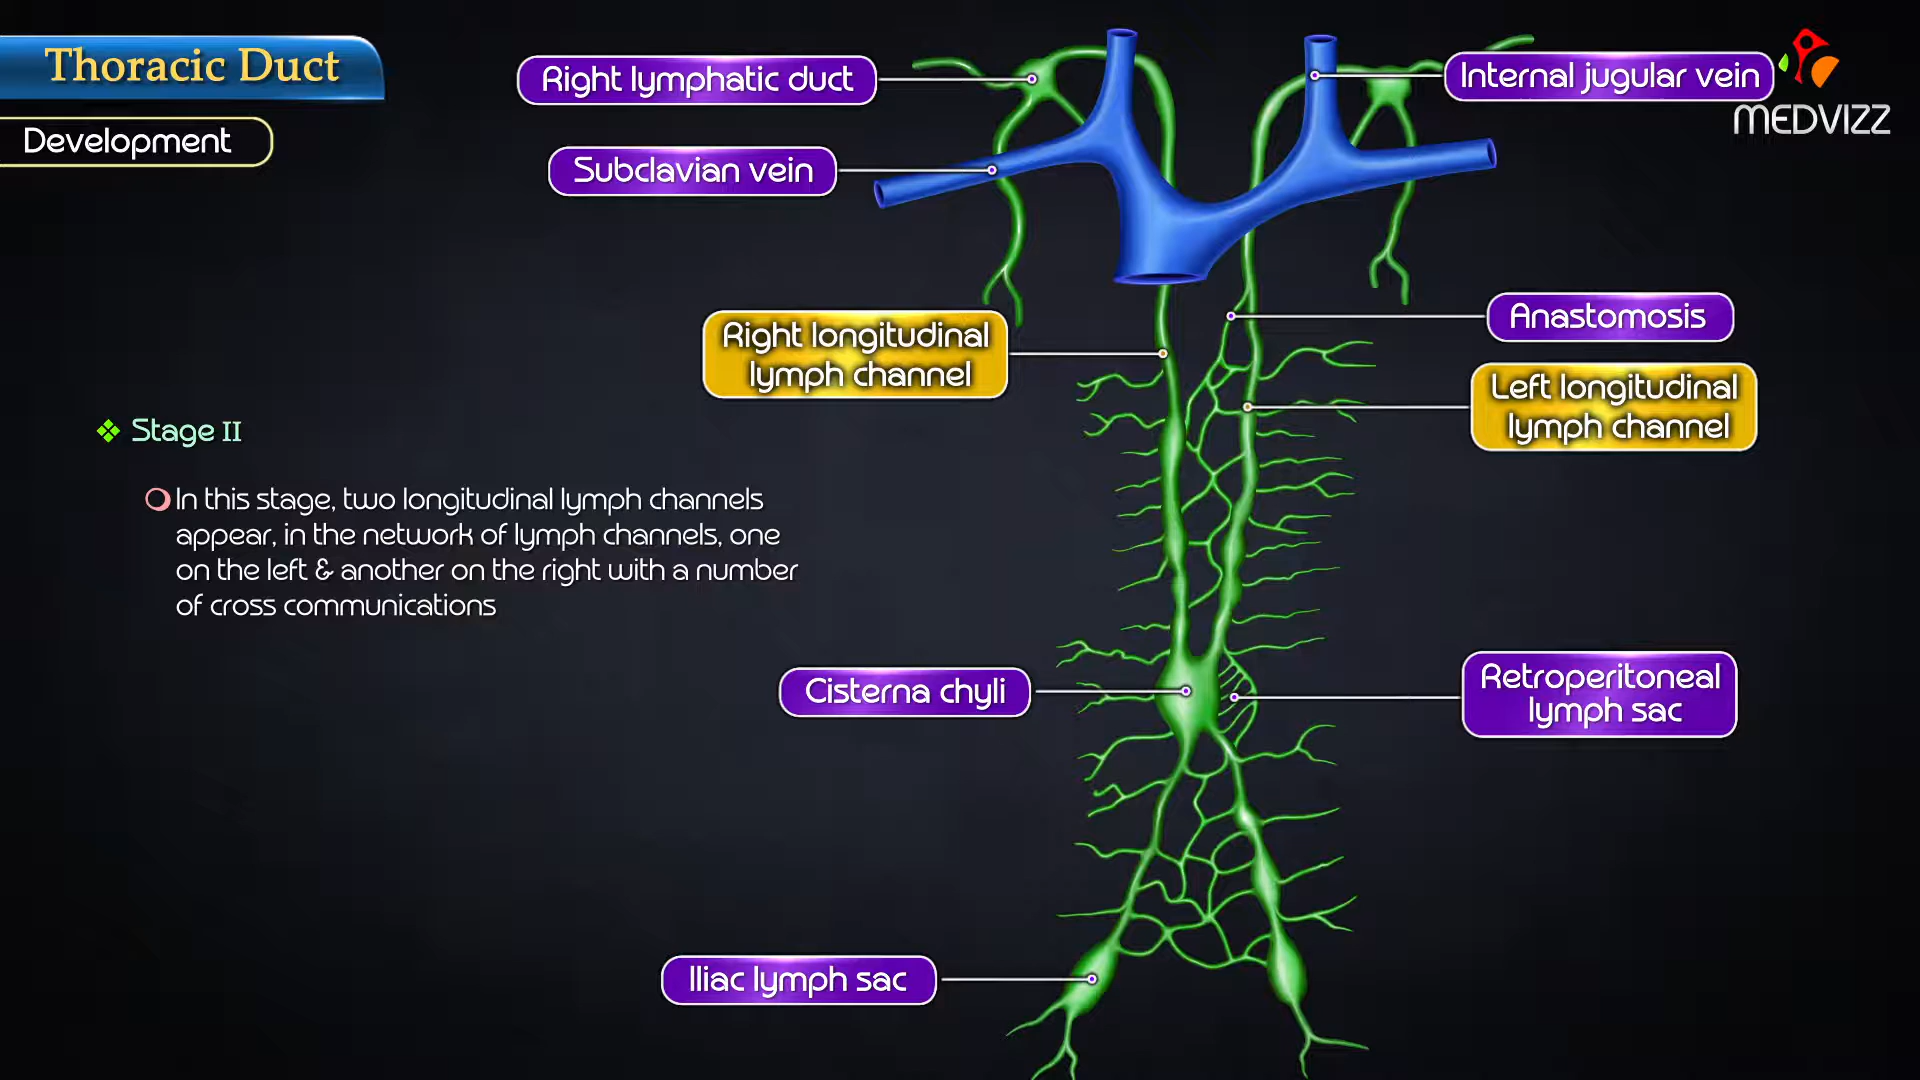 Thoracic Duct
Development
Right lymphatic duct
Internal jugular vein
MEDVIZZ
Subclavian vein
Anastomosis
Right longitudinal
lymph channel
Left longitudinal
lymph channel
❖ Stage II
In this stage, two longitudinal lymph channels
appear, in the network of lymph channels, one
on the left & another on the right with a number
of cross communications
Cisterna chyli
Retroperitoneal
lymph sac
Iliac lymph sac